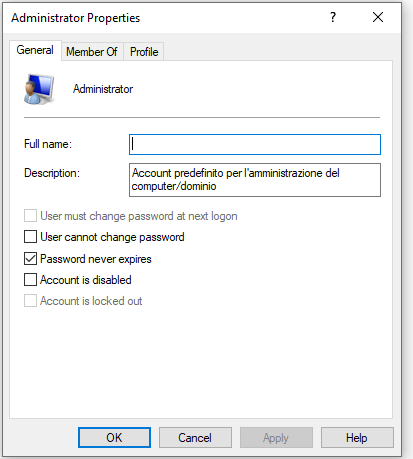 Administrator Properties
General
Member Of
Profile
Administrator
Full name:
Description:
Account predefinito per l'amministrazione del
computer/dominio
User must change password at next logon
User cannot change password
Password never expires
Account is disabled
Account is locked out
OK
Cancel
Apply
Help